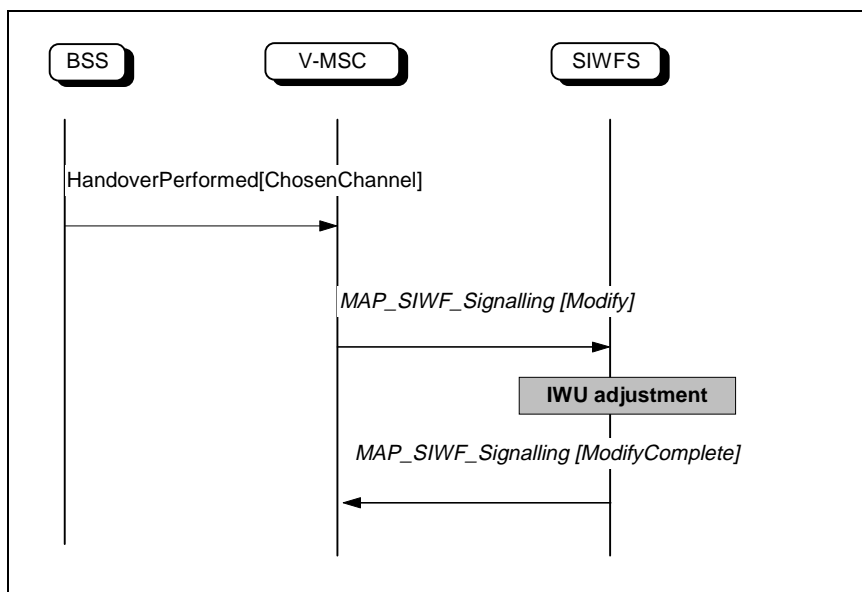 BSS
V-MSC
SIWFS
HandoverPerformed[ChosenChannel]
MAP_SIWF_Signalling [Modify]
IWU adjustment
MAP_SIWF_Signalling [ModifyComplete]